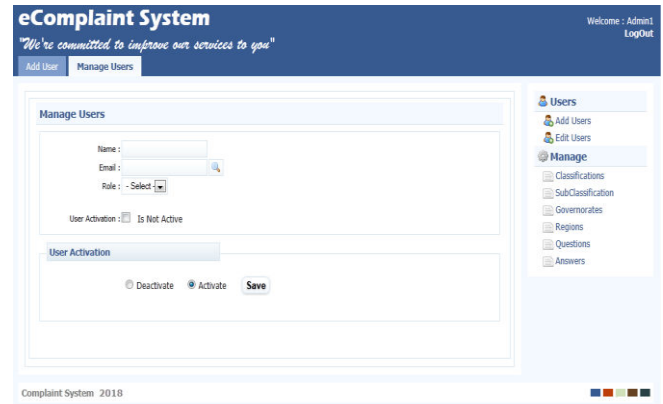 eComplaint System
Welcome : Admin1
LogOut
"We're committed to improve our services to you"
Add User
Manage Users
Manage Users
Name :
Email :
Role : - Select -
User Activation : Is Not Active
User Activation
Deactivate Activate Save
Users
Add Users
Edit Users
Manage
Classifications
SubClassification
Governorates
Regions
Questions
Answers
Complaint System 2018